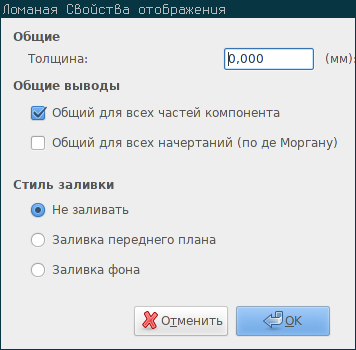 Ломаная Свойства отображения
Общие
Толщина: 0,000 (мм):
Общие выводы
Общий для всех частей компонента
Общий для всех начертаний (по де Моргану)
Стиль заливки
Не заливать
Заливка переднего плана
Заливка фона
Отменить OK